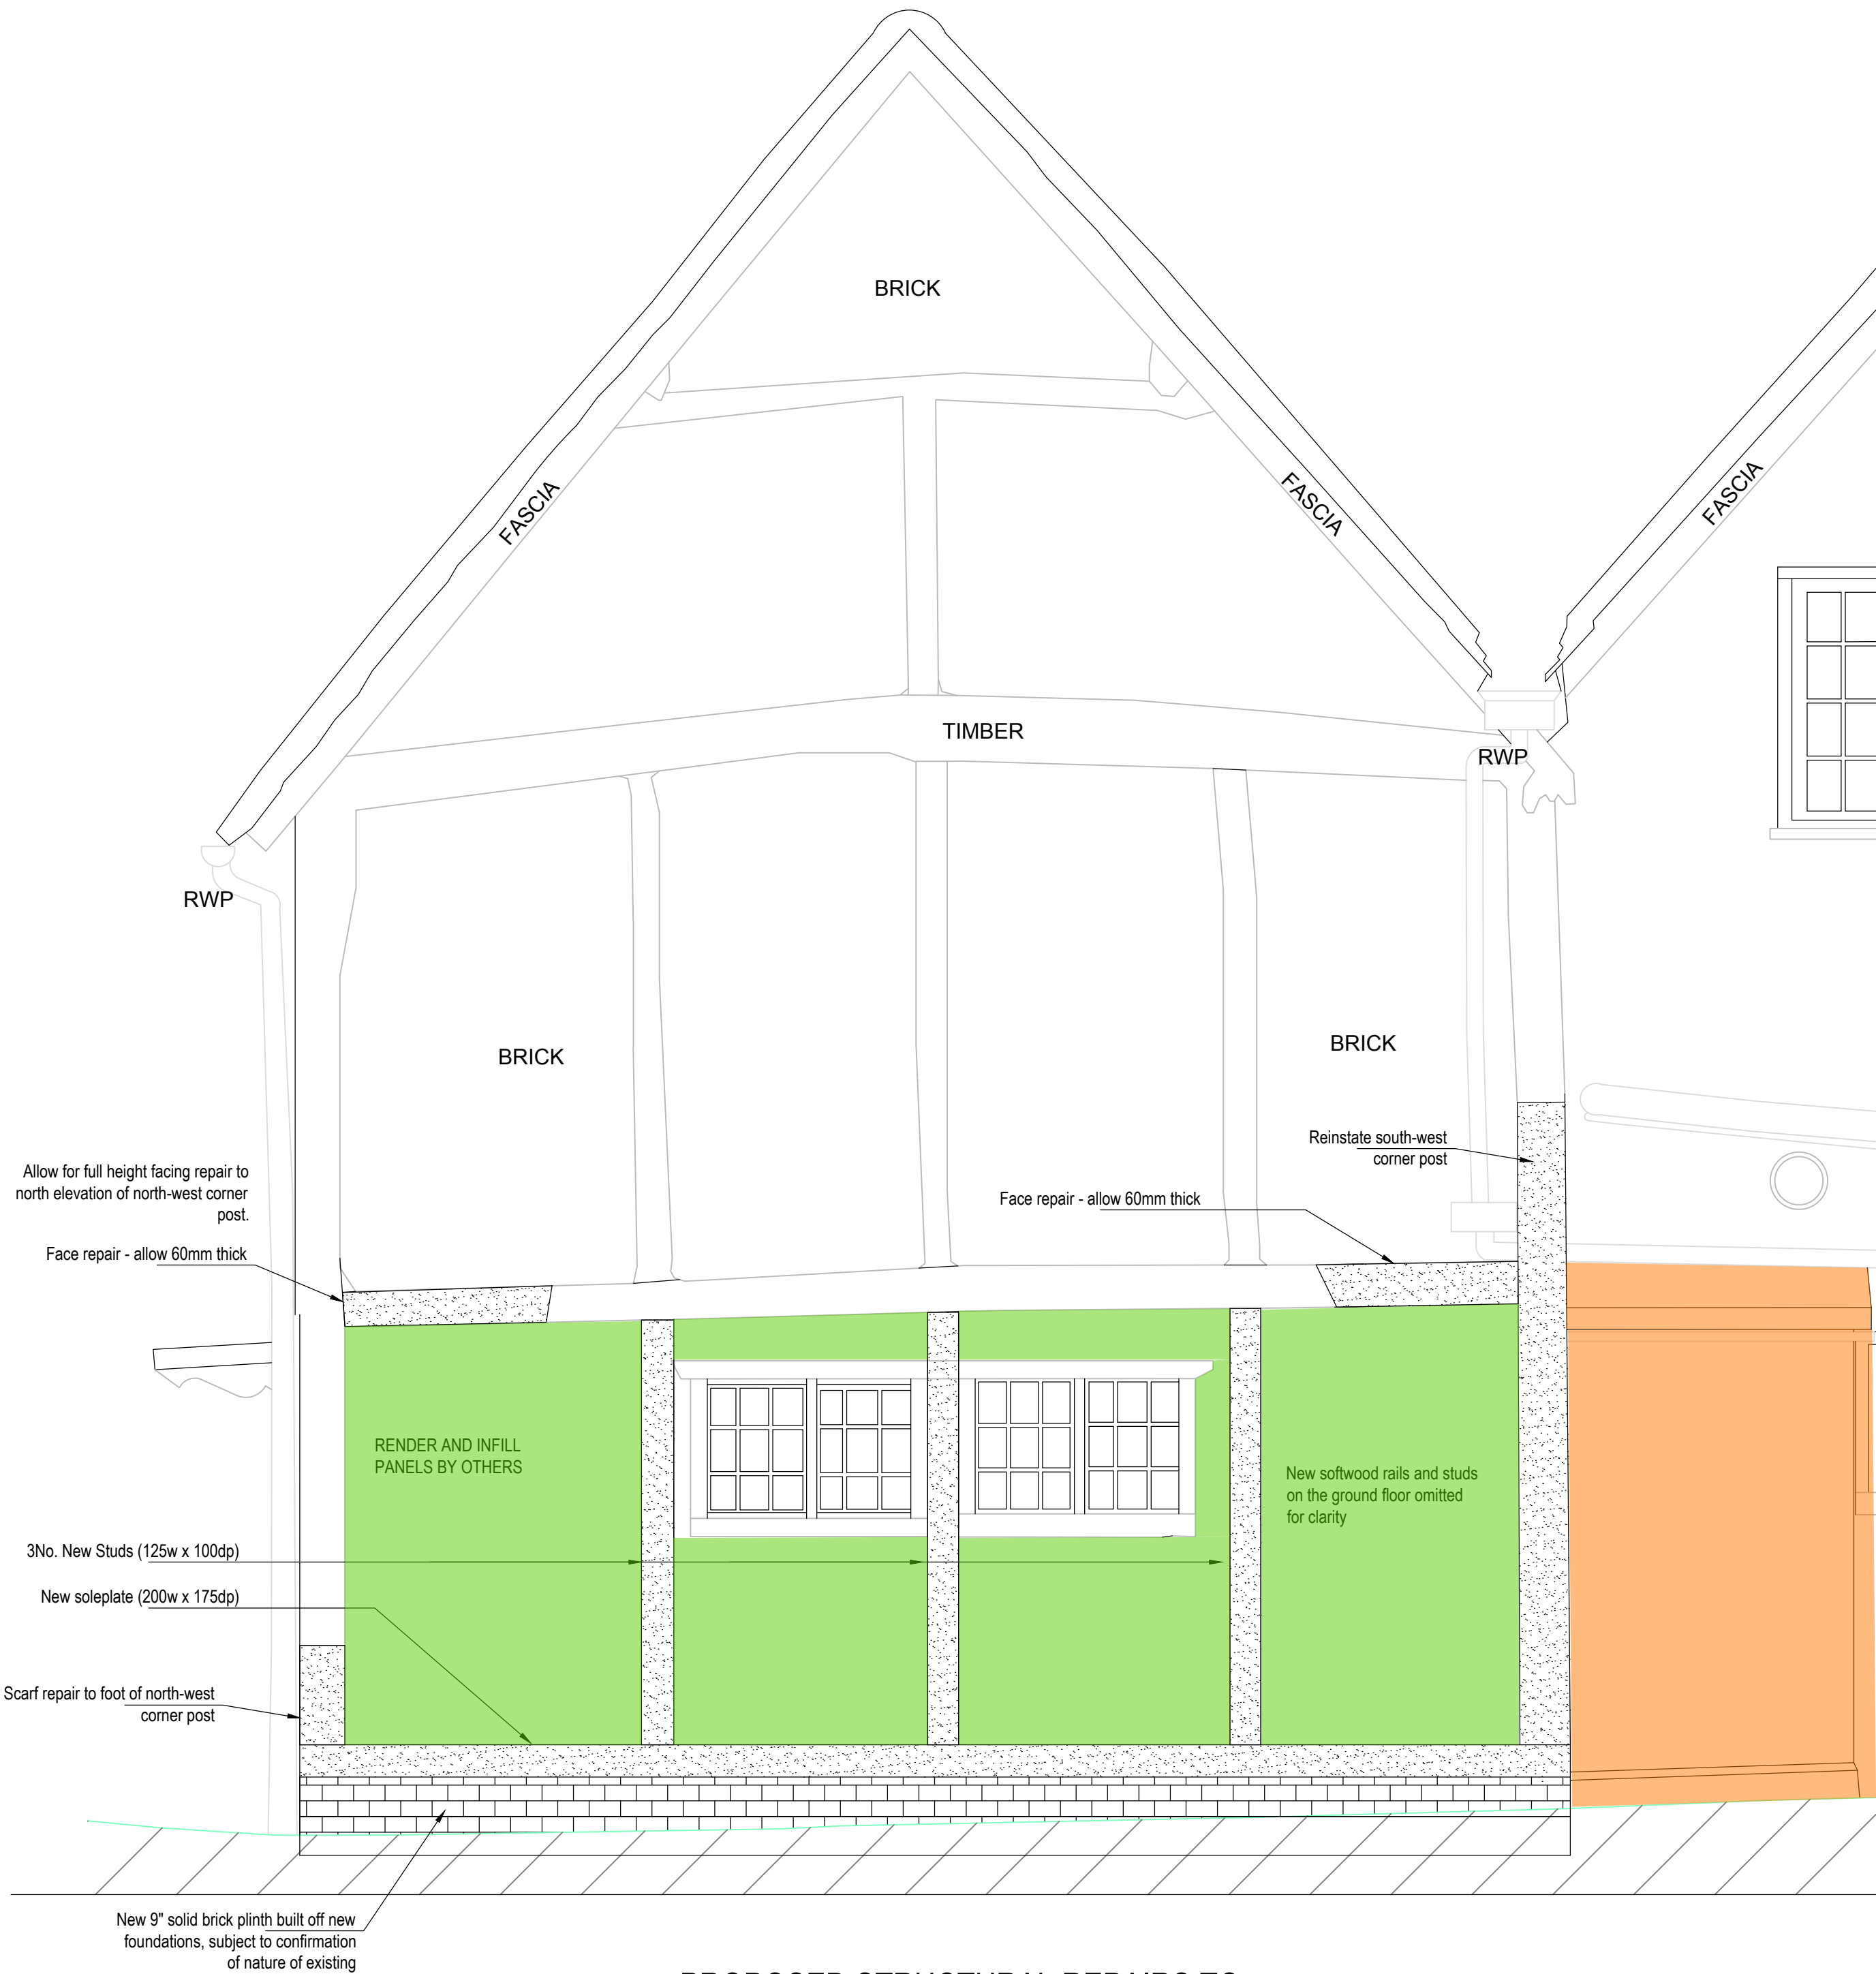 BRICK
FASCIA
FASCIA
FASCIA
TIMBER
RWP
RWP
BRICK
BRICK
Reinstate south-west
corner post
Allow for full height facing repair to
north elevation of north-west corner
post.
Face repair - allow 60mm thick
Face repair - allow 60mm thick
RENDER AND INFILL
PANELS BY OTHERS
New softwood rails and studs
on the ground floor omitted
for clarity
3No. New Studs (125w x 100dp)
New soleplate (200w x 175dp)
Scarf repair to foot of north-west
corner post
New 9" solid brick plinth built off new
foundations, subject to confirmation
of nature of existing
PROPOSED STRUCTURAL REPAIRS TO